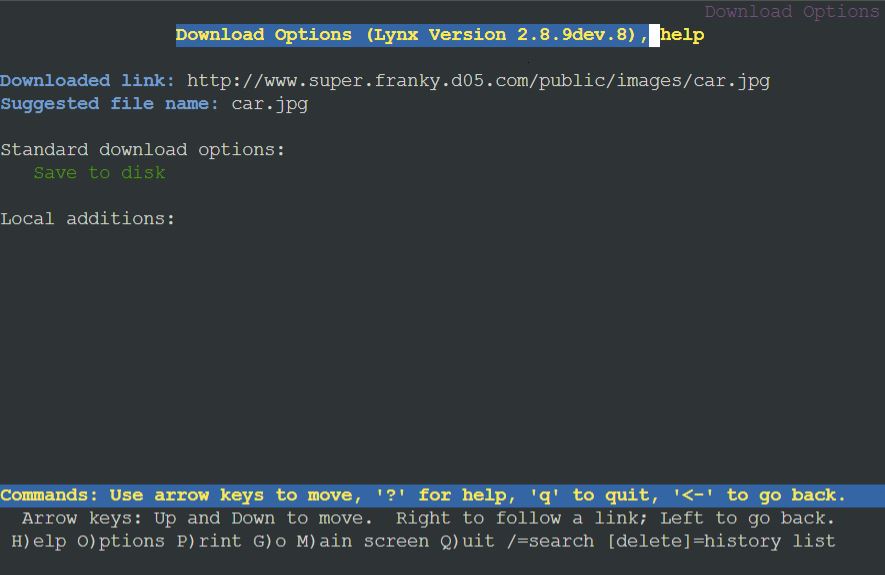 Download Options
Download Options (Lynx Version 2.8.9dev.8), help
Downloaded link: http://www.super.franky.d05.com/public/images/car.jpg
Suggested file name: car.jpg
Standard download options:
Save to disk
Local additions:
Commands: Use arrow keys to move, '?' for help, 'q' to quit, '<-' to go back.
Arrow keys: Up and Down to move.  Right to follow a link; Left to go back.
H)elp O)ptions P)rint G)o M)ain screen Q)uit /=search [delete]=history list